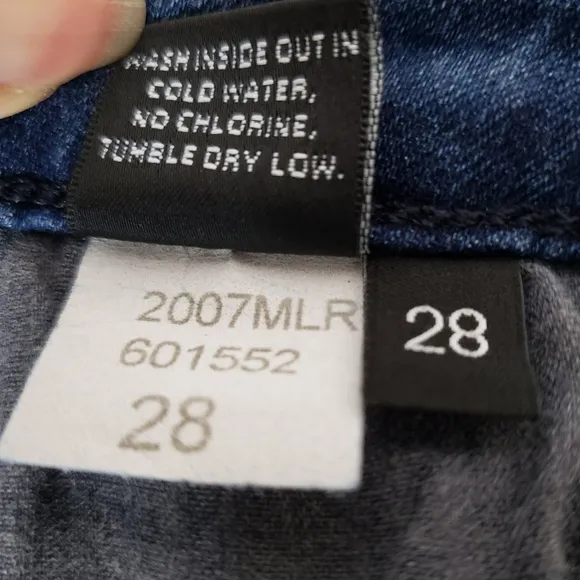 WASH INSIDE OUT IN
COLD WATER,
NO CHLORINE,
TUMBLE DRY LOW.
2007MLR
601552
28
28